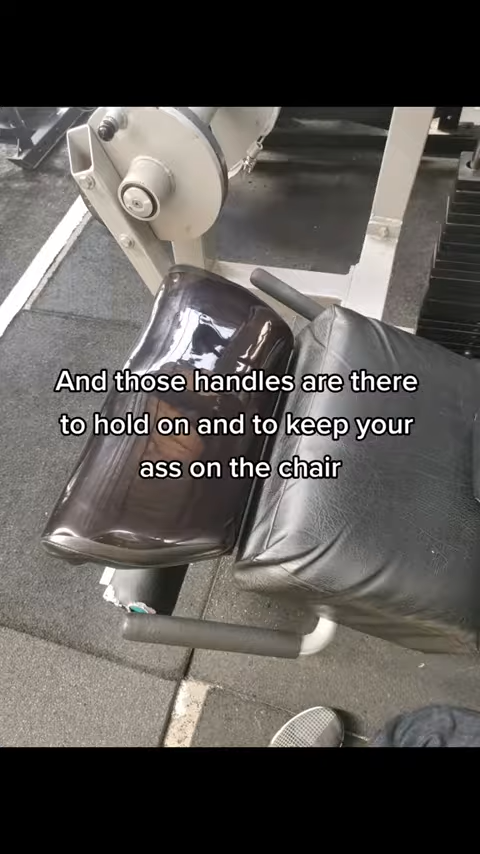 And those handles are there
to hold on and to keep your
ass on the chair